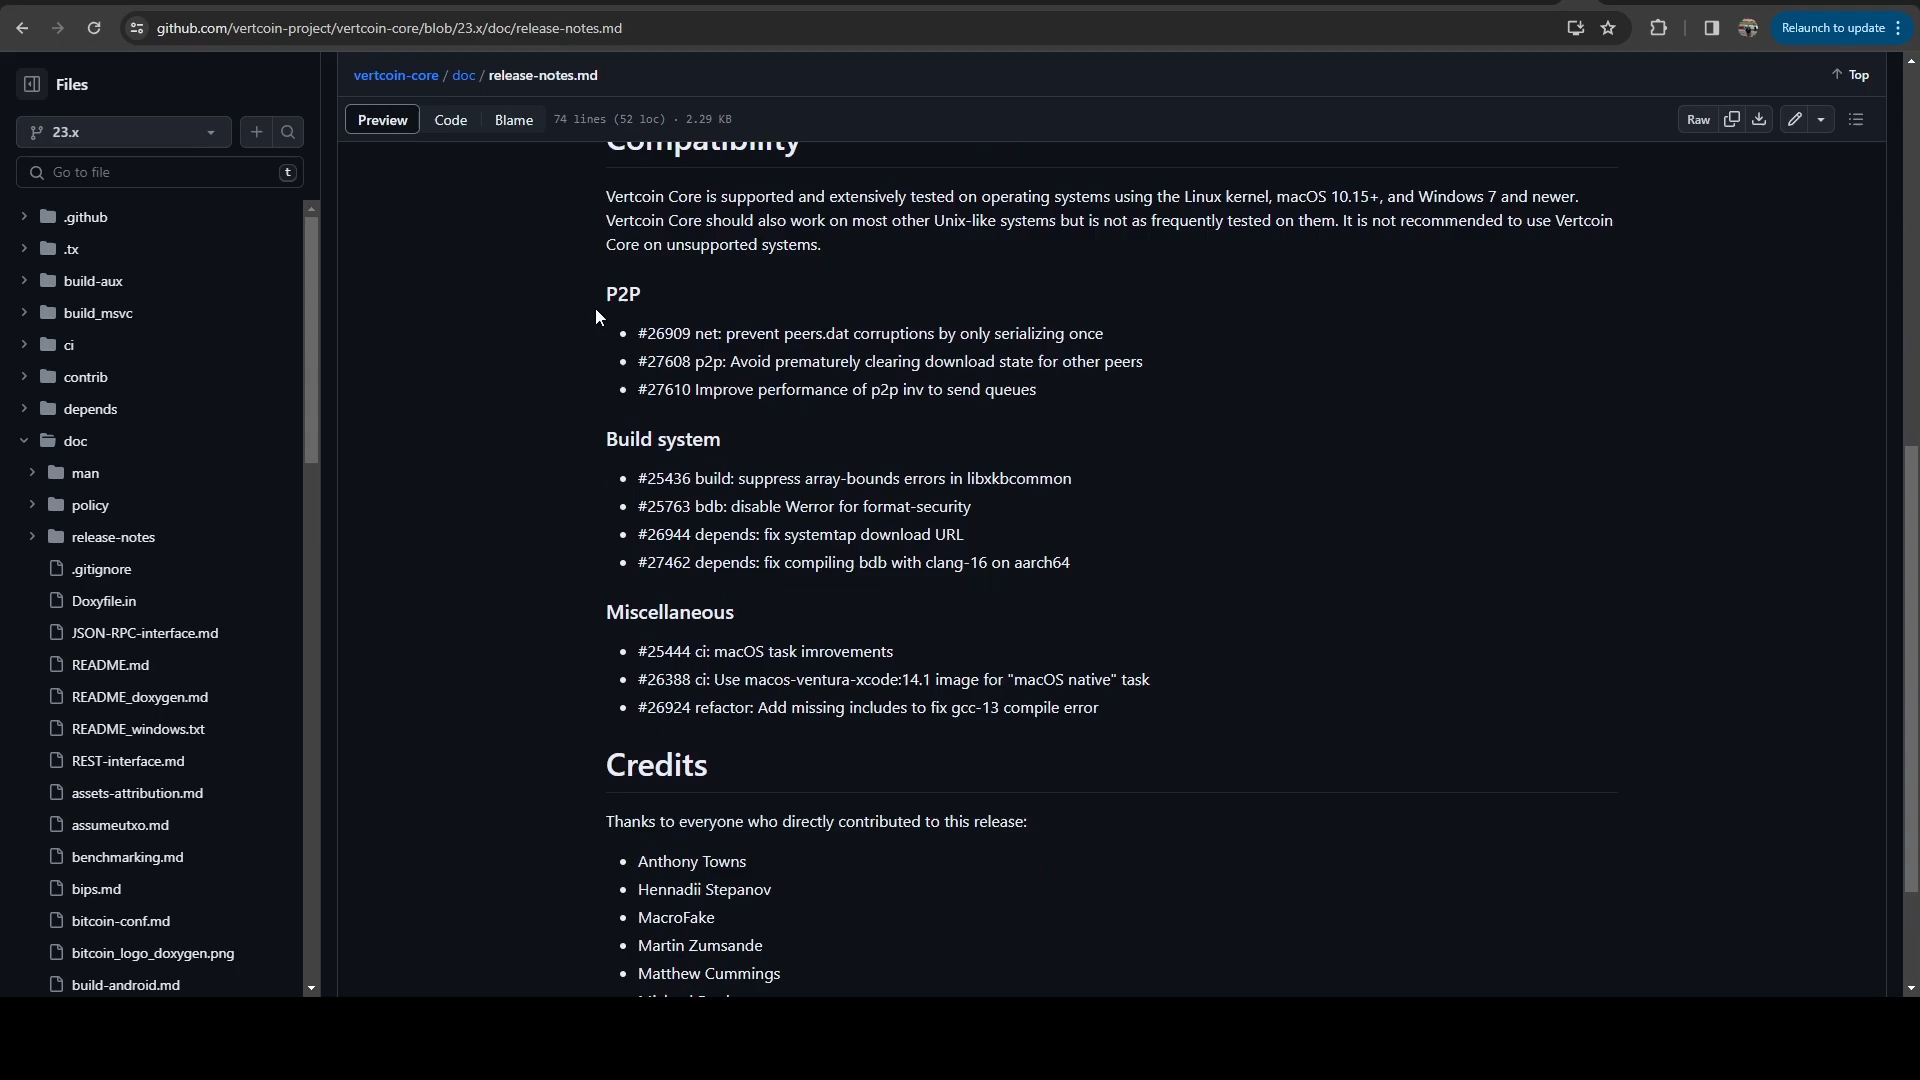 github.com/vertcoin-project/vertcoin-core/blob/23.x/doc/release-notes.md
Relaunch to update
Files
vertcoin-core / doc / release-notes.md
Top
23.x
Preview
Code
Blame
74 lines (52 loc) · 2.29 KB
Raw
Go to file
t
.github
.tx
build-aux
build_msvc
ci
contrib
depends
doc
man
policy
release-notes
.gitignore
Doxyfile.in
JSON-RPC-interface.md
README.md
README_doxygen.md
README_windows.txt
REST-interface.md
assets-attribution.md
assumeutxo.md
benchmarking.md
bips.md
bitcoin-conf.md
bitcoin_logo_doxygen.png
build-android.md
Compatibility
Vertcoin Core is supported and extensively tested on operating systems using the Linux kernel, macOS 10.15+, and Windows 7 and newer.
Vertcoin Core should also work on most other Unix-like systems but is not as frequently tested on them. It is not recommended to use Vertcoin
Core on unsupported systems.
P2P
• #26909 net: prevent peers.dat corruptions by only serializing once
• #27608 p2p: Avoid prematurely clearing download state for other peers
• #27610 Improve performance of p2p inv to send queues
Build system
• #25436 build: suppress array-bounds errors in libxkbcommon
• #25763 bdb: disable Werror for format-security
• #26944 depends: fix systemtap download URL
• #27462 depends: fix compiling bdb with clang-16 on aarch64
Miscellaneous
• #25444 ci: macOS task imrovements
• #26388 ci: Use macos-ventura-xcode:14.1 image for "macOS native" task
• #26924 refactor: Add missing includes to fix gcc-13 compile error
Credits
Thanks to everyone who directly contributed to this release:
• Anthony Towns
• Hennadii Stepanov
• MacroFake
• Martin Zumsande
• Matthew Cummings